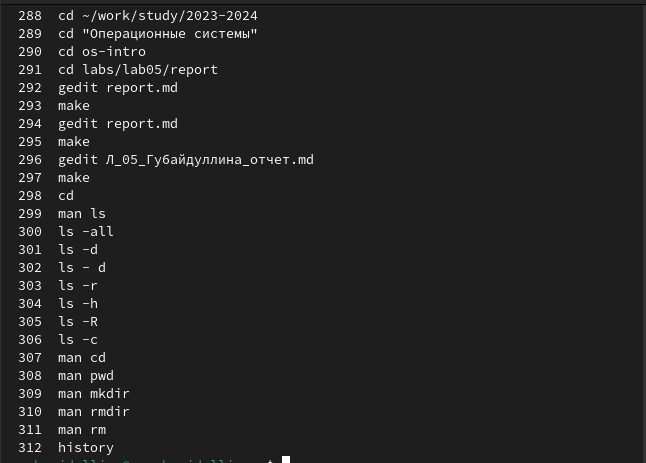 288 cd ~/work/study/2023-2024
289 cd "Операционные системы"
290 cd os-intro
291 cd labs/lab05/report
292 gedit report.md
293 make
294 gedit report.md
295 make
296 gedit Л_05_Губайдуллина_отчет.md
297 make
298 cd
299 man ls
300 ls -all
301 ls -d
302 ls - d
303 ls -r
304 ls -h
305 ls -R
306 ls -c
307 man cd
308 man pwd
309 man mkdir
310 man rmdir
311 man rm
312 history